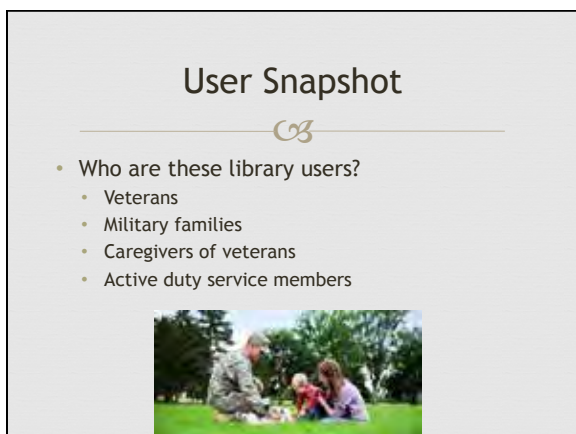 User Snapshot
• Who are these library users?
• Veterans
• Military families
• Caregivers of veterans
• Active duty service members